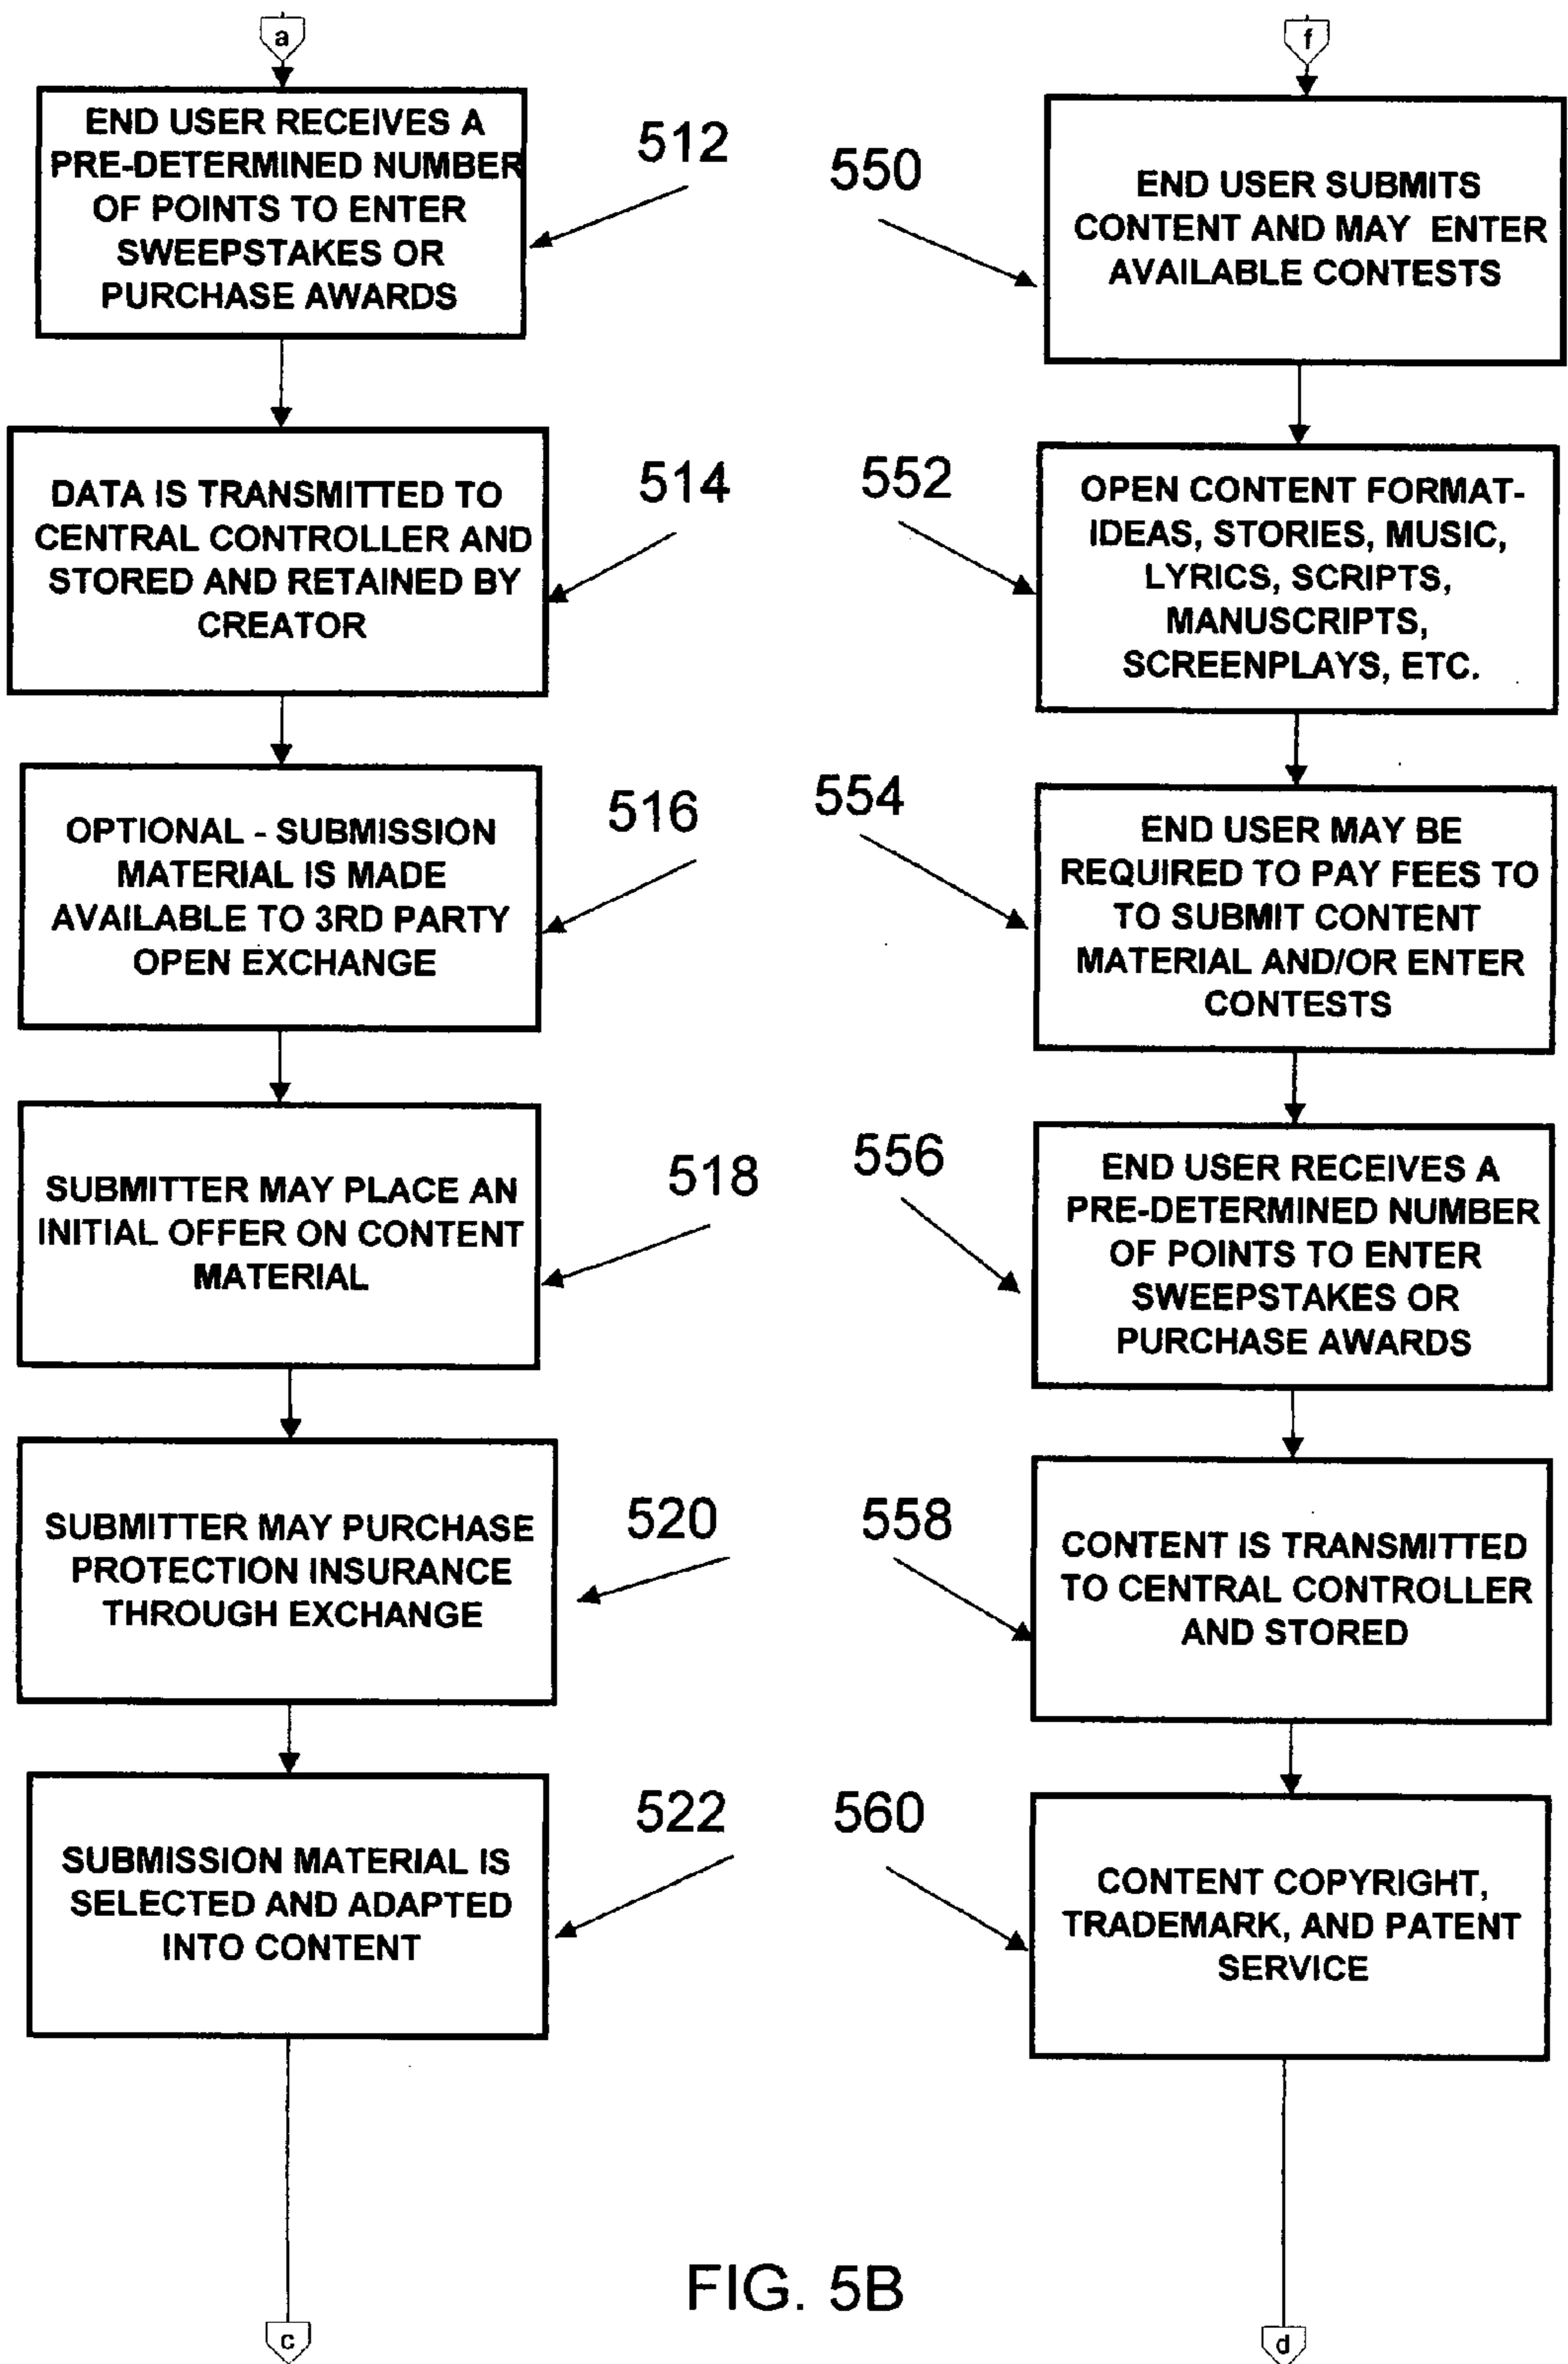 a
END USER RECEIVES A
PRE-DETERMINED NUMBER
OF POINTS TO ENTER
SWEEPSTAKES OR
PURCHASE AWARDS
512
DATA IS TRANSMITTED TO
CENTRAL CONTROLLER AND
STORED AND RETAINED BY
CREATOR
514
OPTIONAL - SUBMISSION
MATERIAL IS MADE
AVAILABLE TO 3RD PARTY
OPEN EXCHANGE
516
SUBMITTER MAY PLACE AN
INITIAL OFFER ON CONTENT
MATERIAL
518
SUBMITTER MAY PURCHASE
PROTECTION INSURANCE
THROUGH EXCHANGE
520
SUBMISSION MATERIAL IS
SELECTED AND ADAPTED
INTO CONTENT
522
c
f
550
END USER SUBMITS
CONTENT AND MAY ENTER
AVAILABLE CONTESTS
552
OPEN CONTENT FORMAT-
IDEAS, STORIES, MUSIC,
LYRICS, SCRIPTS,
MANUSCRIPTS,
SCREENPLAYS, ETC.
554
END USER MAY BE
REQUIRED TO PAY FEES TO
TO SUBMIT CONTENT
MATERIAL AND/OR ENTER
CONTESTS
556
END USER RECEIVES A
PRE-DETERMINED NUMBER
OF POINTS TO ENTER
SWEEPSTAKES OR
PURCHASE AWARDS
558
CONTENT IS TRANSMITTED
TO CENTRAL CONTROLLER
AND STORED
560
CONTENT COPYRIGHT,
TRADEMARK, AND PATENT
SERVICE
d
FIG. 5B